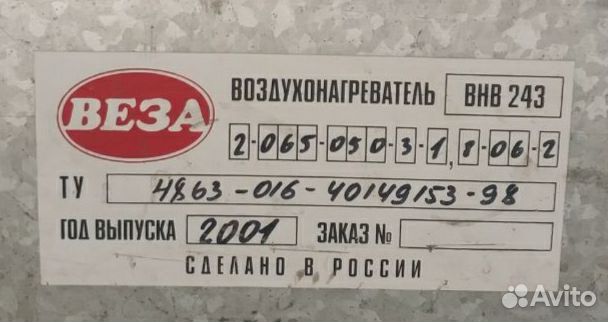 ВЕЗА
ВОЗДУХОНАГРЕВАТЕЛЬ ВНВ 243
2-065-050-3-1,8-06-2
ТУ 4863-016-40149153-98
ГОД ВЫПУСКА 2001 ЗАКАЗ №
СДЕЛАНО В РОССИИ
Avito